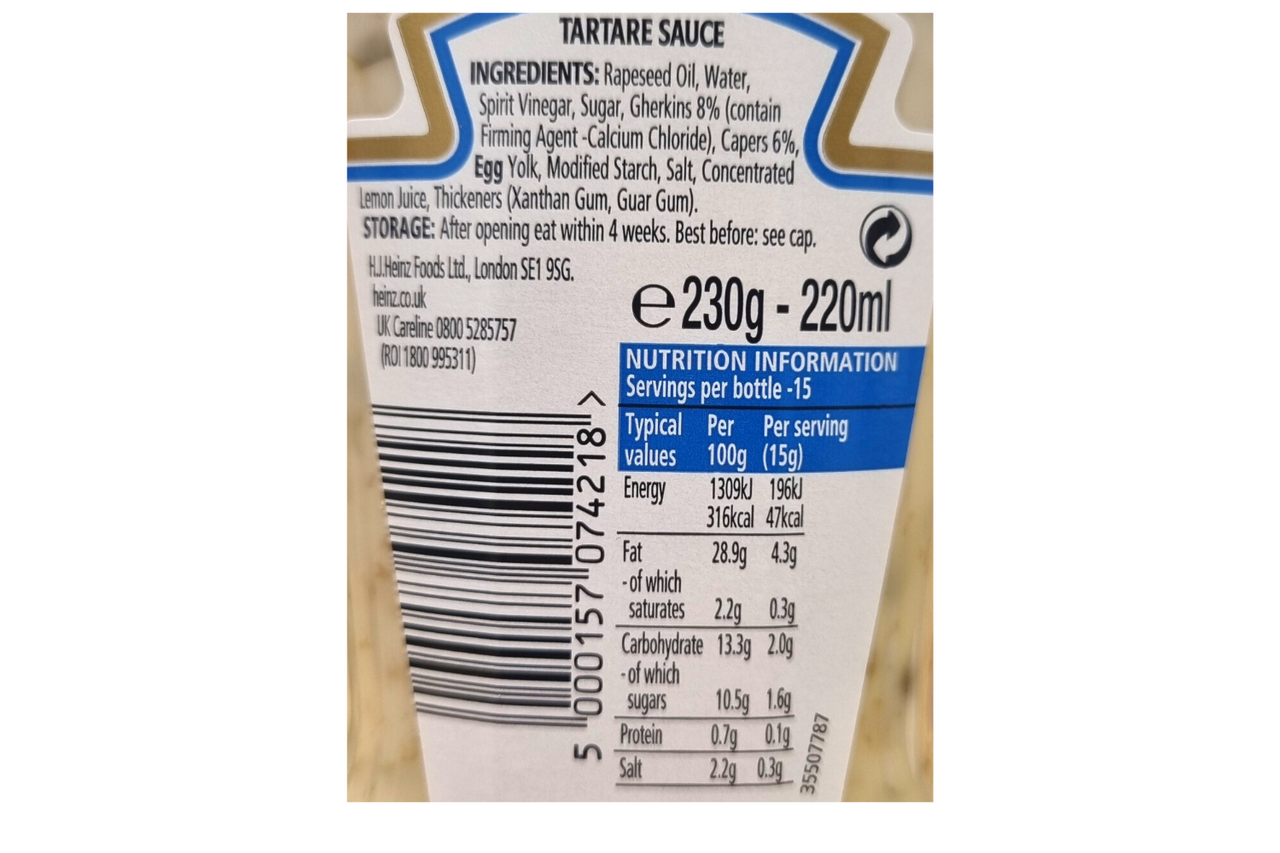 TARTARE SAUCE
INGREDIENTS: Rapeseed Oil, Water,
Spirit Vinegar, Sugar, Gherkins 8% (contain
Firming Agent -Calcium Chloride), Capers 6%,
Egg Yolk, Modified Starch, Salt, Concentrated
Lemon Juice, Thickeners (Xanthan Gum, Guar Gum).
STORAGE: After opening eat within 4 weeks. Best before: see cap.
H.J.Heinz Foods Ltd., London SE1 9SG.
heinz.co.uk
UK Careline 0800 5285757
(ROI 1800 995311)
℮ 230g - 220ml
NUTRITION INFORMATION
Servings per bottle -15
Typical values Per 100g Per serving (15g)
Energy 1309kJ 196kJ
316kcal 47kcal
Fat 28.9g 4.3g
- of which
saturates 2.2g 0.3g
Carbohydrate 13.3g 2.0g
- of which
sugars 10.5g 1.6g
Protein 0.7g 0.1g
Salt 2.2g 0.3g
5 000157 074218 >
35507787